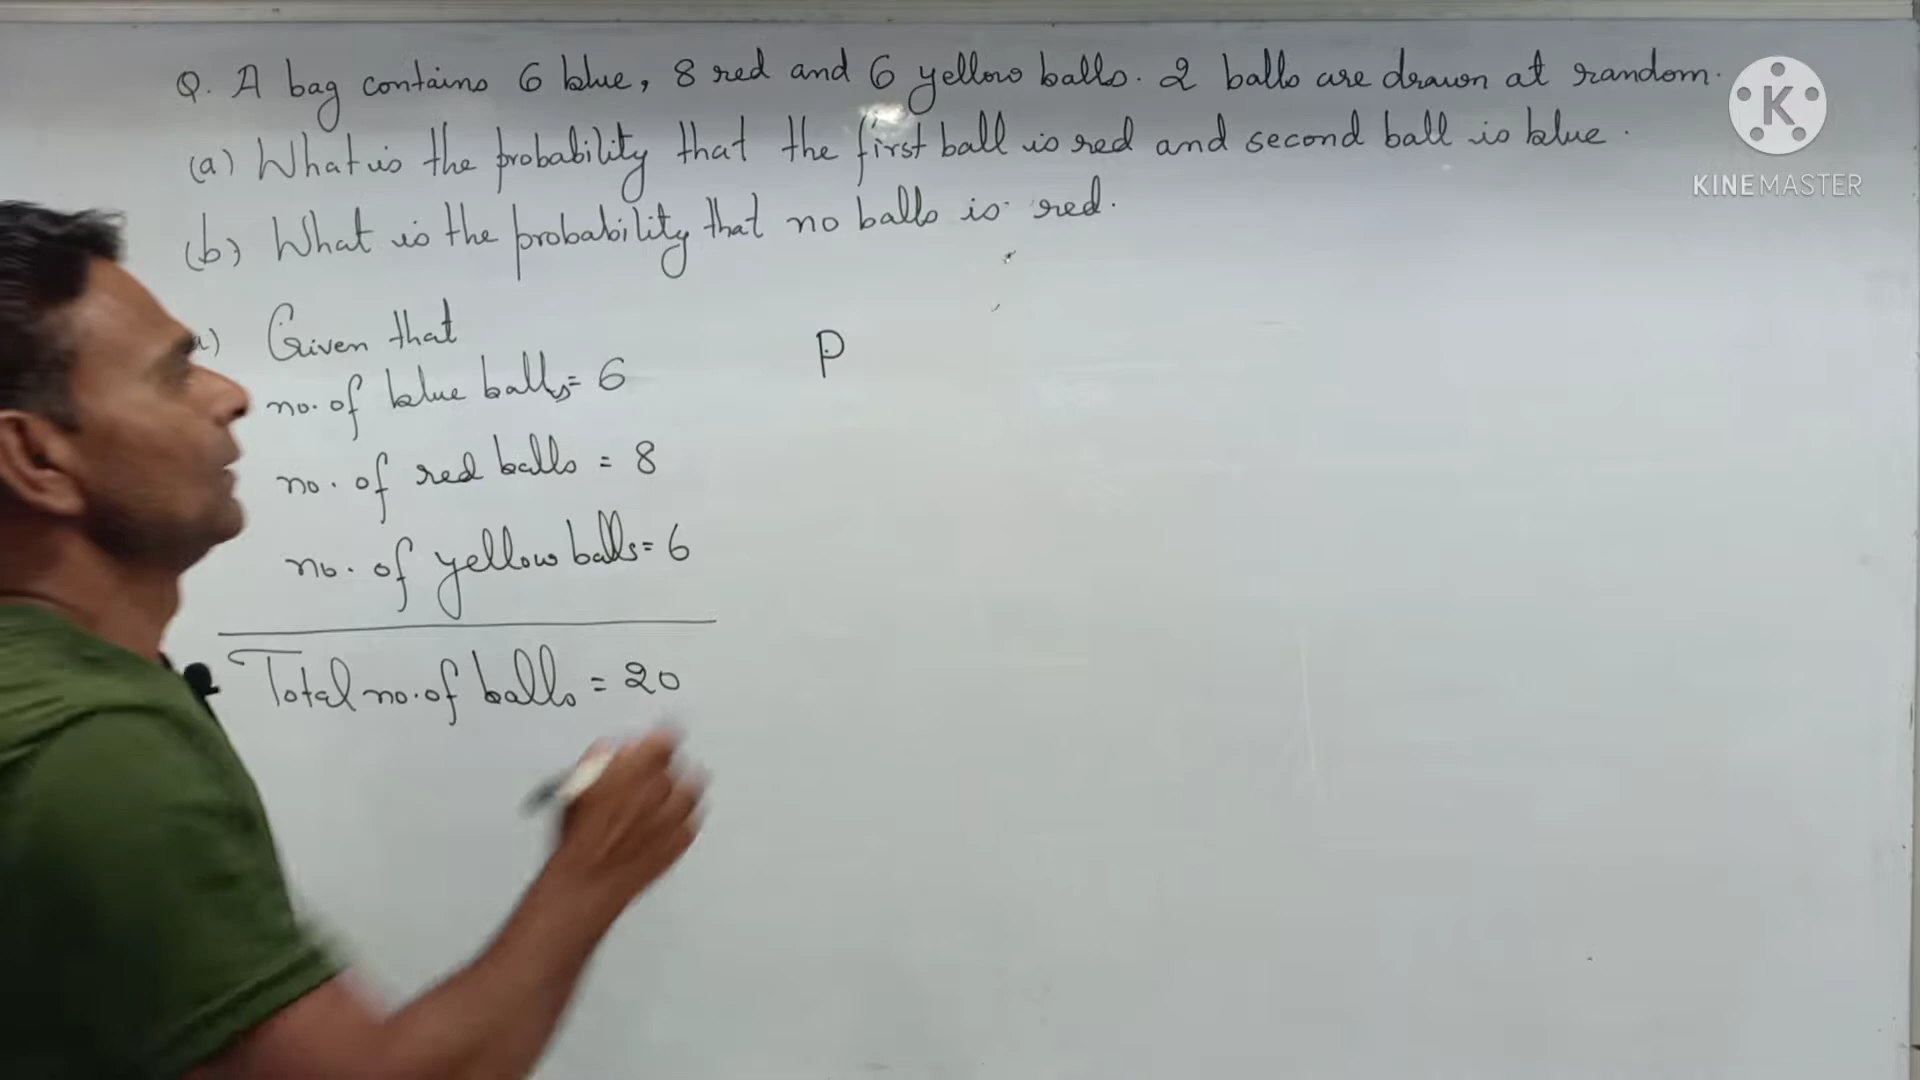 Q. A bag contains 6 blue, 8 red and 6 yellow balls. 2 balls are drawn at random.
(a) What is the probability that the first ball is red and second ball is blue.
(b) What is the probability that no balls is red.
a) Given that
no. of blue balls = 6
no. of red balls = 8
no. of yellow balls = 6
Total no. of balls = 20
P
K
KINEMASTER